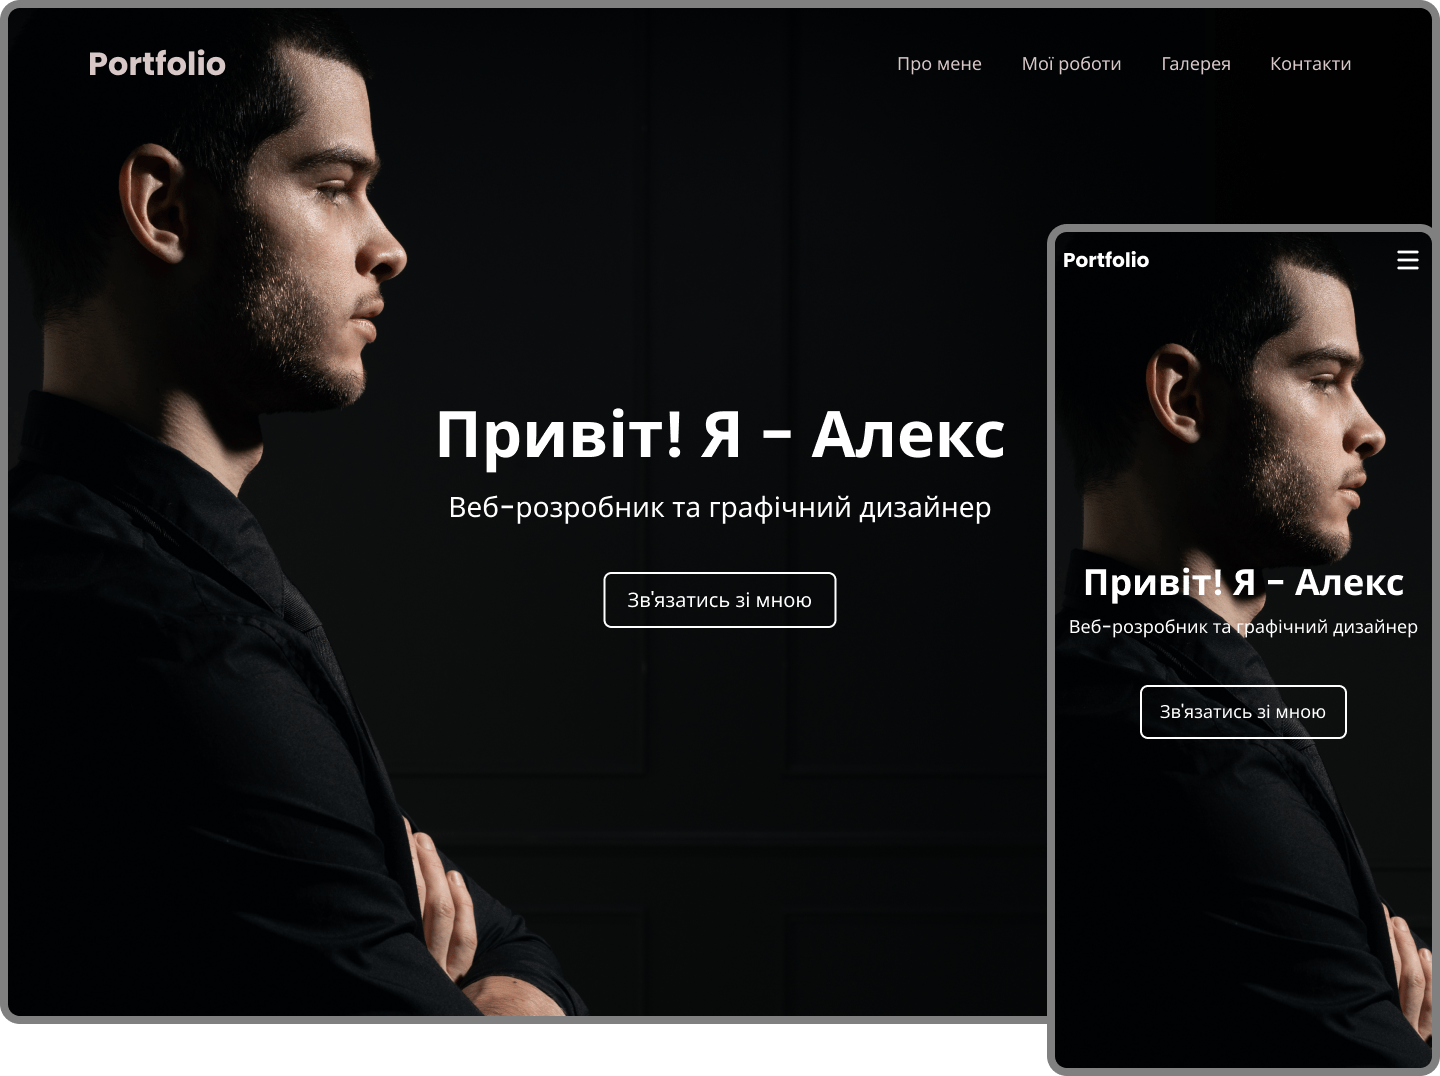 Portfolio
Про мене
Мої роботи
Галерея
Контакти
Привіт! Я - Алекс
Веб-розробник та графічний дизайнер
Зв'язатись зі мною
Portfolio
Привіт! Я - Алекс
Веб-розробник та графічний дизайнер
Зв'язатись зі мною